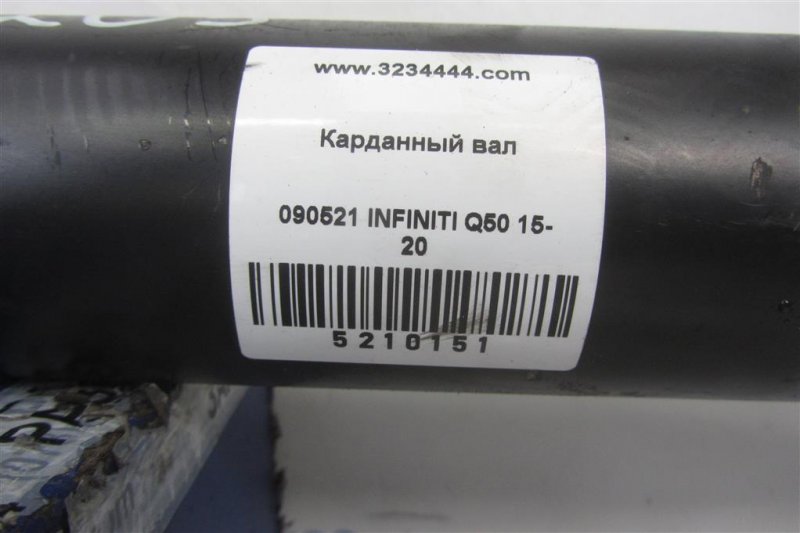 www.3234444.com
Карданный вал
090521 INFINITI Q50 15-
20
5210151